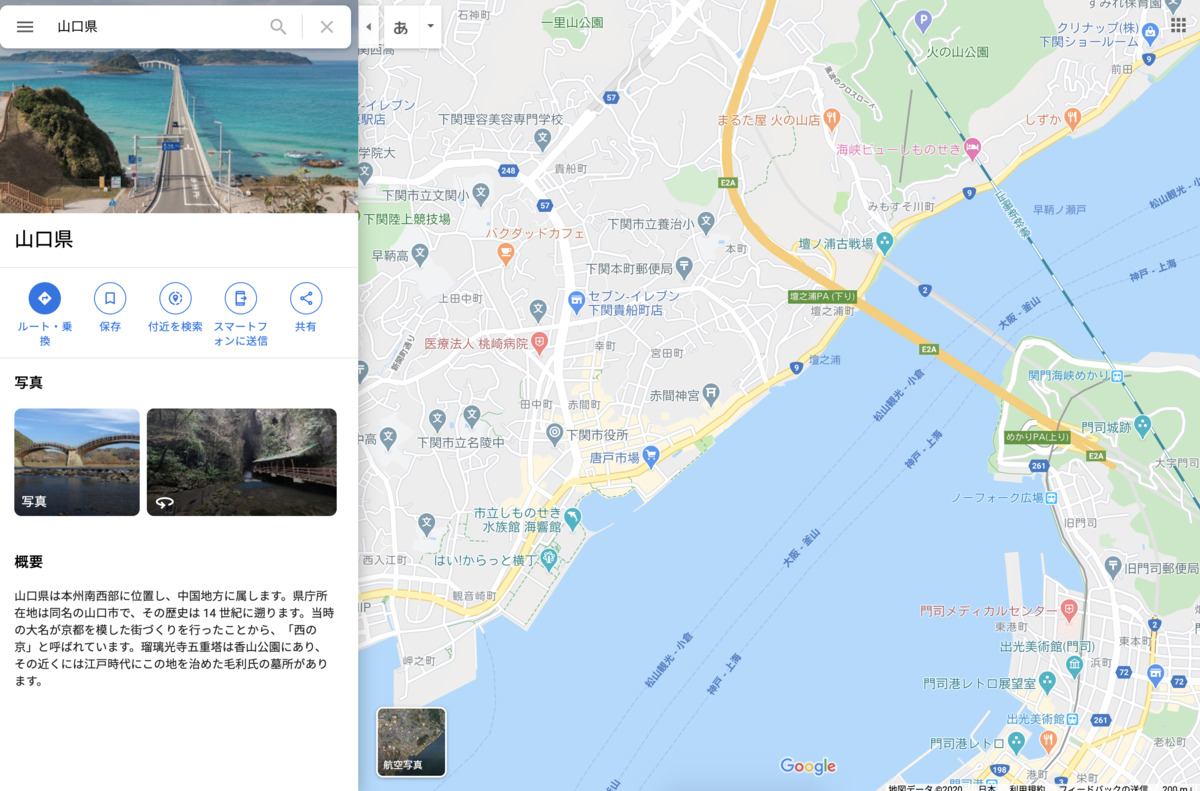 山口県
あ
山口県
ルート・乗
換
保存
付近を検索
スマートフ
ォンに送信
共有
写真
写真
概要
山口県は本州南西部に位置し、中国地方に属します。県庁所
在地は同名の山口市で、その歴史は 14 世紀に遡ります。当時
の大名が京都を模した街づくりを行ったことから、「西の
京」と呼ばれています。瑠璃光寺五重塔は香山公園にあり、
その近くには江戸時代にこの地を治めた毛利氏の墓所があり
ます。
石神町
一里山公園
P
火の山公園
すみれ保育園
クリナップ(株)
下関ショールーム
9
前田
57
-イレブン
駅店
下関理容美容専門学校
文
まるた屋 火の山店
しずか
海峡ビューしものせき
学院大
文
248
貴船町
E2A
9
下関市立文関小
文
57
みもすそ川町
早鞆ノ瀬戸
下関陸上競技場
バクダッドカフェ
下関市立養治小
文
本町
壇ノ浦古戦場
早鞆高
文
下関本町郵便局
神戸 - 上海
松山観光 -
2
上田中町
文
セブン-イレブン
下関貴船町店
壇之浦PA (下り)
壇之浦町
大阪 - 釜山
医療法人 桃崎病院
幸町
宮田町
E2A
壇之浦
9
新関町通り
赤間神宮
関門海峡めかり
松山観光 - 小倉
文
文
田中町
赤間町
神戸 - 上海
門司城跡
めかりPA(上り)
E2A
中高
文
下関市立名陵中
下関市役所
唐戸市場
261
大字門司
ノーフォーク広場
旧門司
市立しものせき
水族館 海響館
文
はい!からっと横丁
西入江町
大阪 - 釜山
旧門司郵便局
観音崎町
門司メディカルセンター
東港町
2
東本町
出光美術館(門司)
岬之町
松山観光 - 小倉
神戸 - 上海
浜町
72
72
門司港レトロ展望室
出光美術館
261
門司港レトロ
老松町
航空写真
Google
198
港町
3
栄町
地図データ ©2020
日本
利用規約
フィードバックの送信
200 m